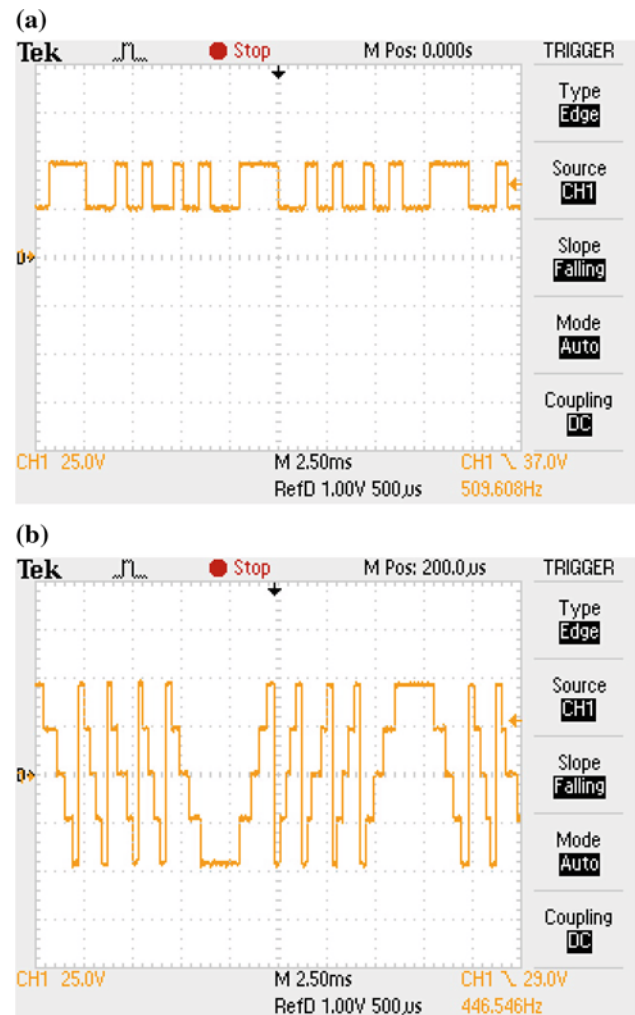 (a)
Tek Stop M Pos: 0.000s TRIGGER
Type
Edge
Source
CH1
Slope
Falling
Mode
Auto
Coupling
DC
CH1 25.0V M 2.50ms CH1 \ 37.0V
RefD 1.00V 500µs 509.608Hz
(b)
Tek Stop M Pos: 200.0µs TRIGGER
Type
Edge
Source
CH1
Slope
Falling
Mode
Auto
Coupling
DC
CH1 25.0V M 2.50ms CH1 \ 29.0V
RefD 1.00V 500µs 446.546Hz